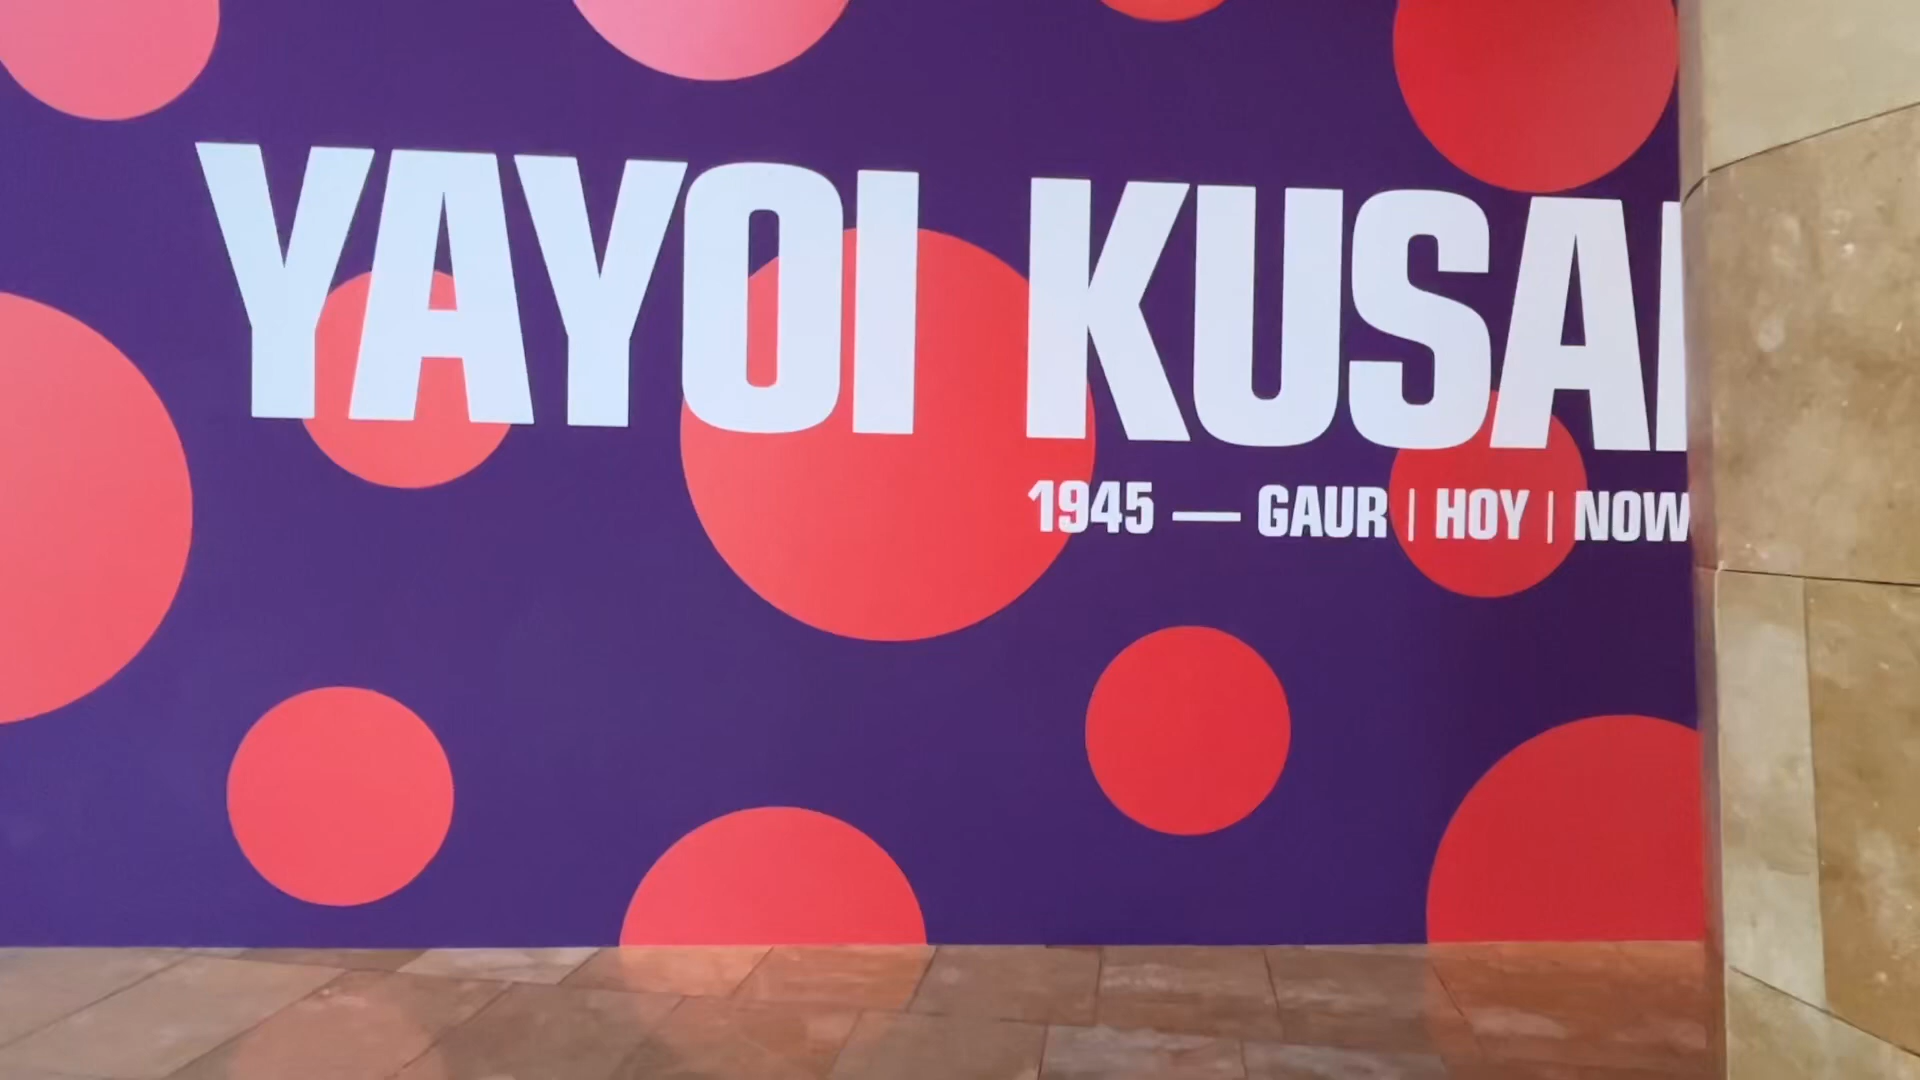 YAYOI KUSA
1945 — GAUR | HOY | NOW